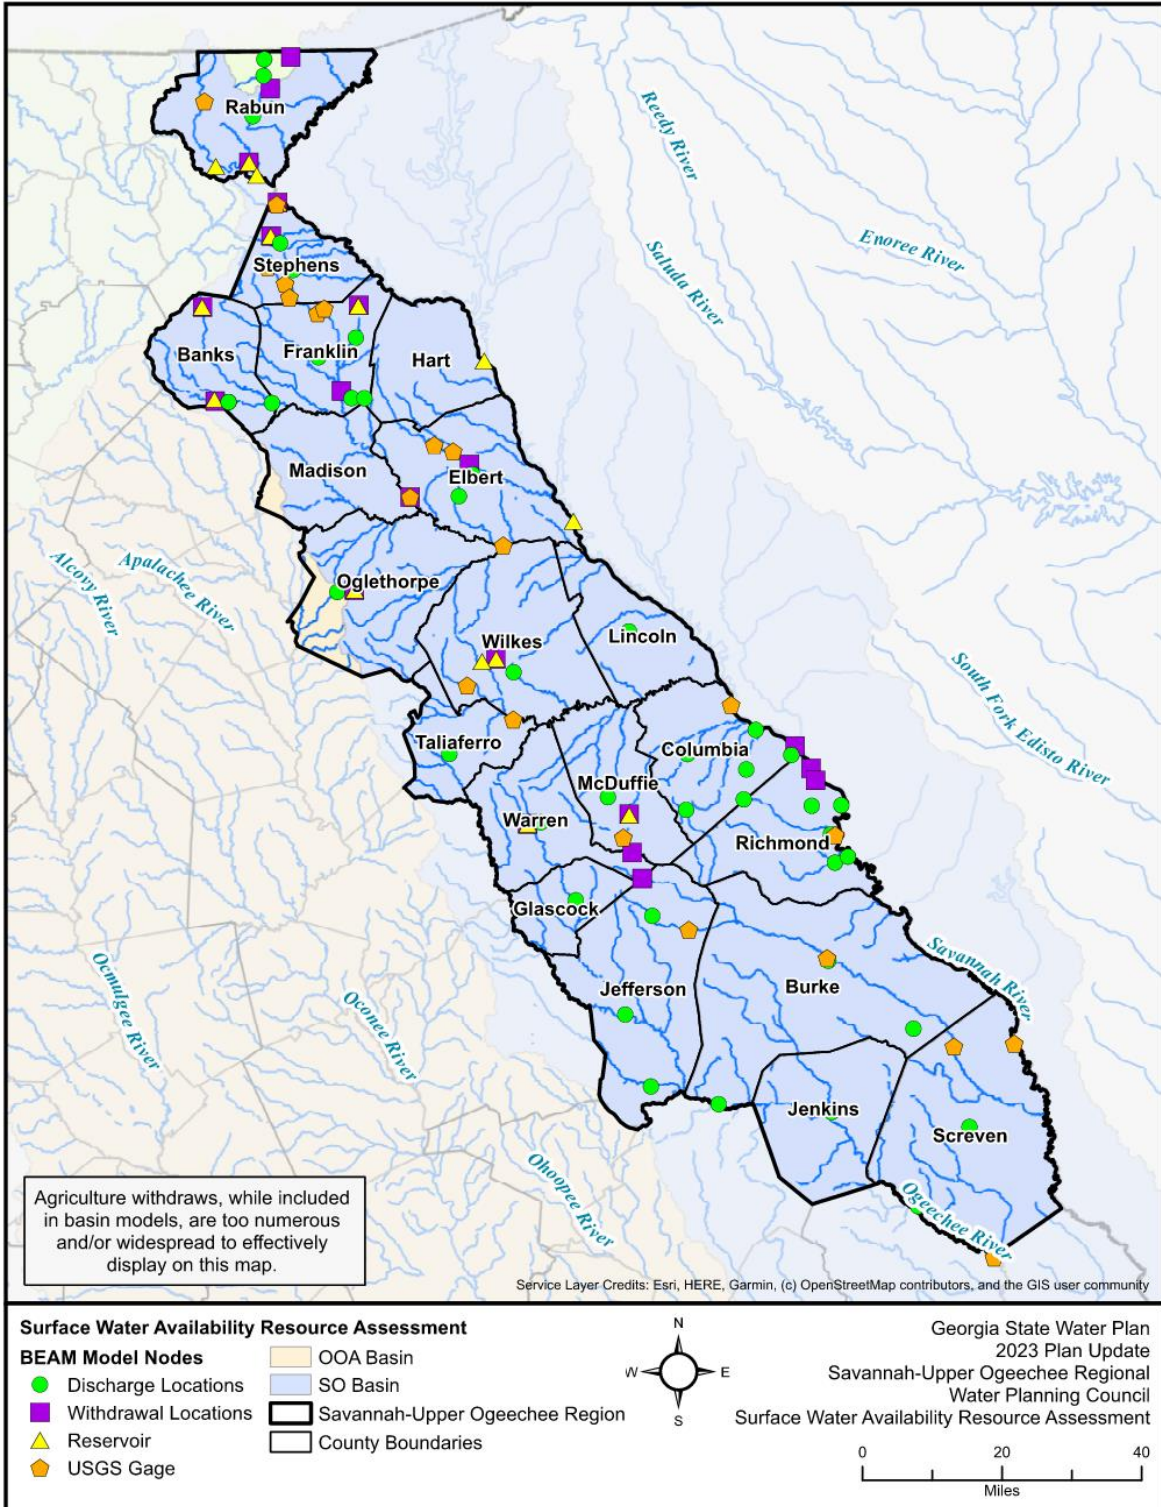 Rabun
Reedy River
Enoree River
Saluda River
Stephens
Banks
Franklin
Hart
Madison
Elbert
Alcovy River
Apalachee River
Oglethorpe
Wilkes
Lincoln
South Fork Edisto River
Taliaferro
Columbia
McDuffie
Warren
Richmond
Glascock
Savannah River
Ocmulgee River
Oconee River
Jefferson
Burke
Jenkins
Screven
Ohoopee River
Ogeechee River
Agriculture withdraws, while included
in basin models, are too numerous
and/or widespread to effectively
display on this map.
Service Layer Credits: Esri, HERE, Garmin, (c) OpenStreetMap contributors, and the GIS user community
Surface Water Availability Resource Assessment
BEAM Model Nodes
Discharge Locations
Withdrawal Locations
Reservoir
USGS Gage
OOA Basin
SO Basin
Savannah-Upper Ogeechee Region
County Boundaries
N
W E
S
Georgia State Water Plan
2023 Plan Update
Savannah-Upper Ogeechee Regional
Water Planning Council
Surface Water Availability Resource Assessment
0 20 40
Miles